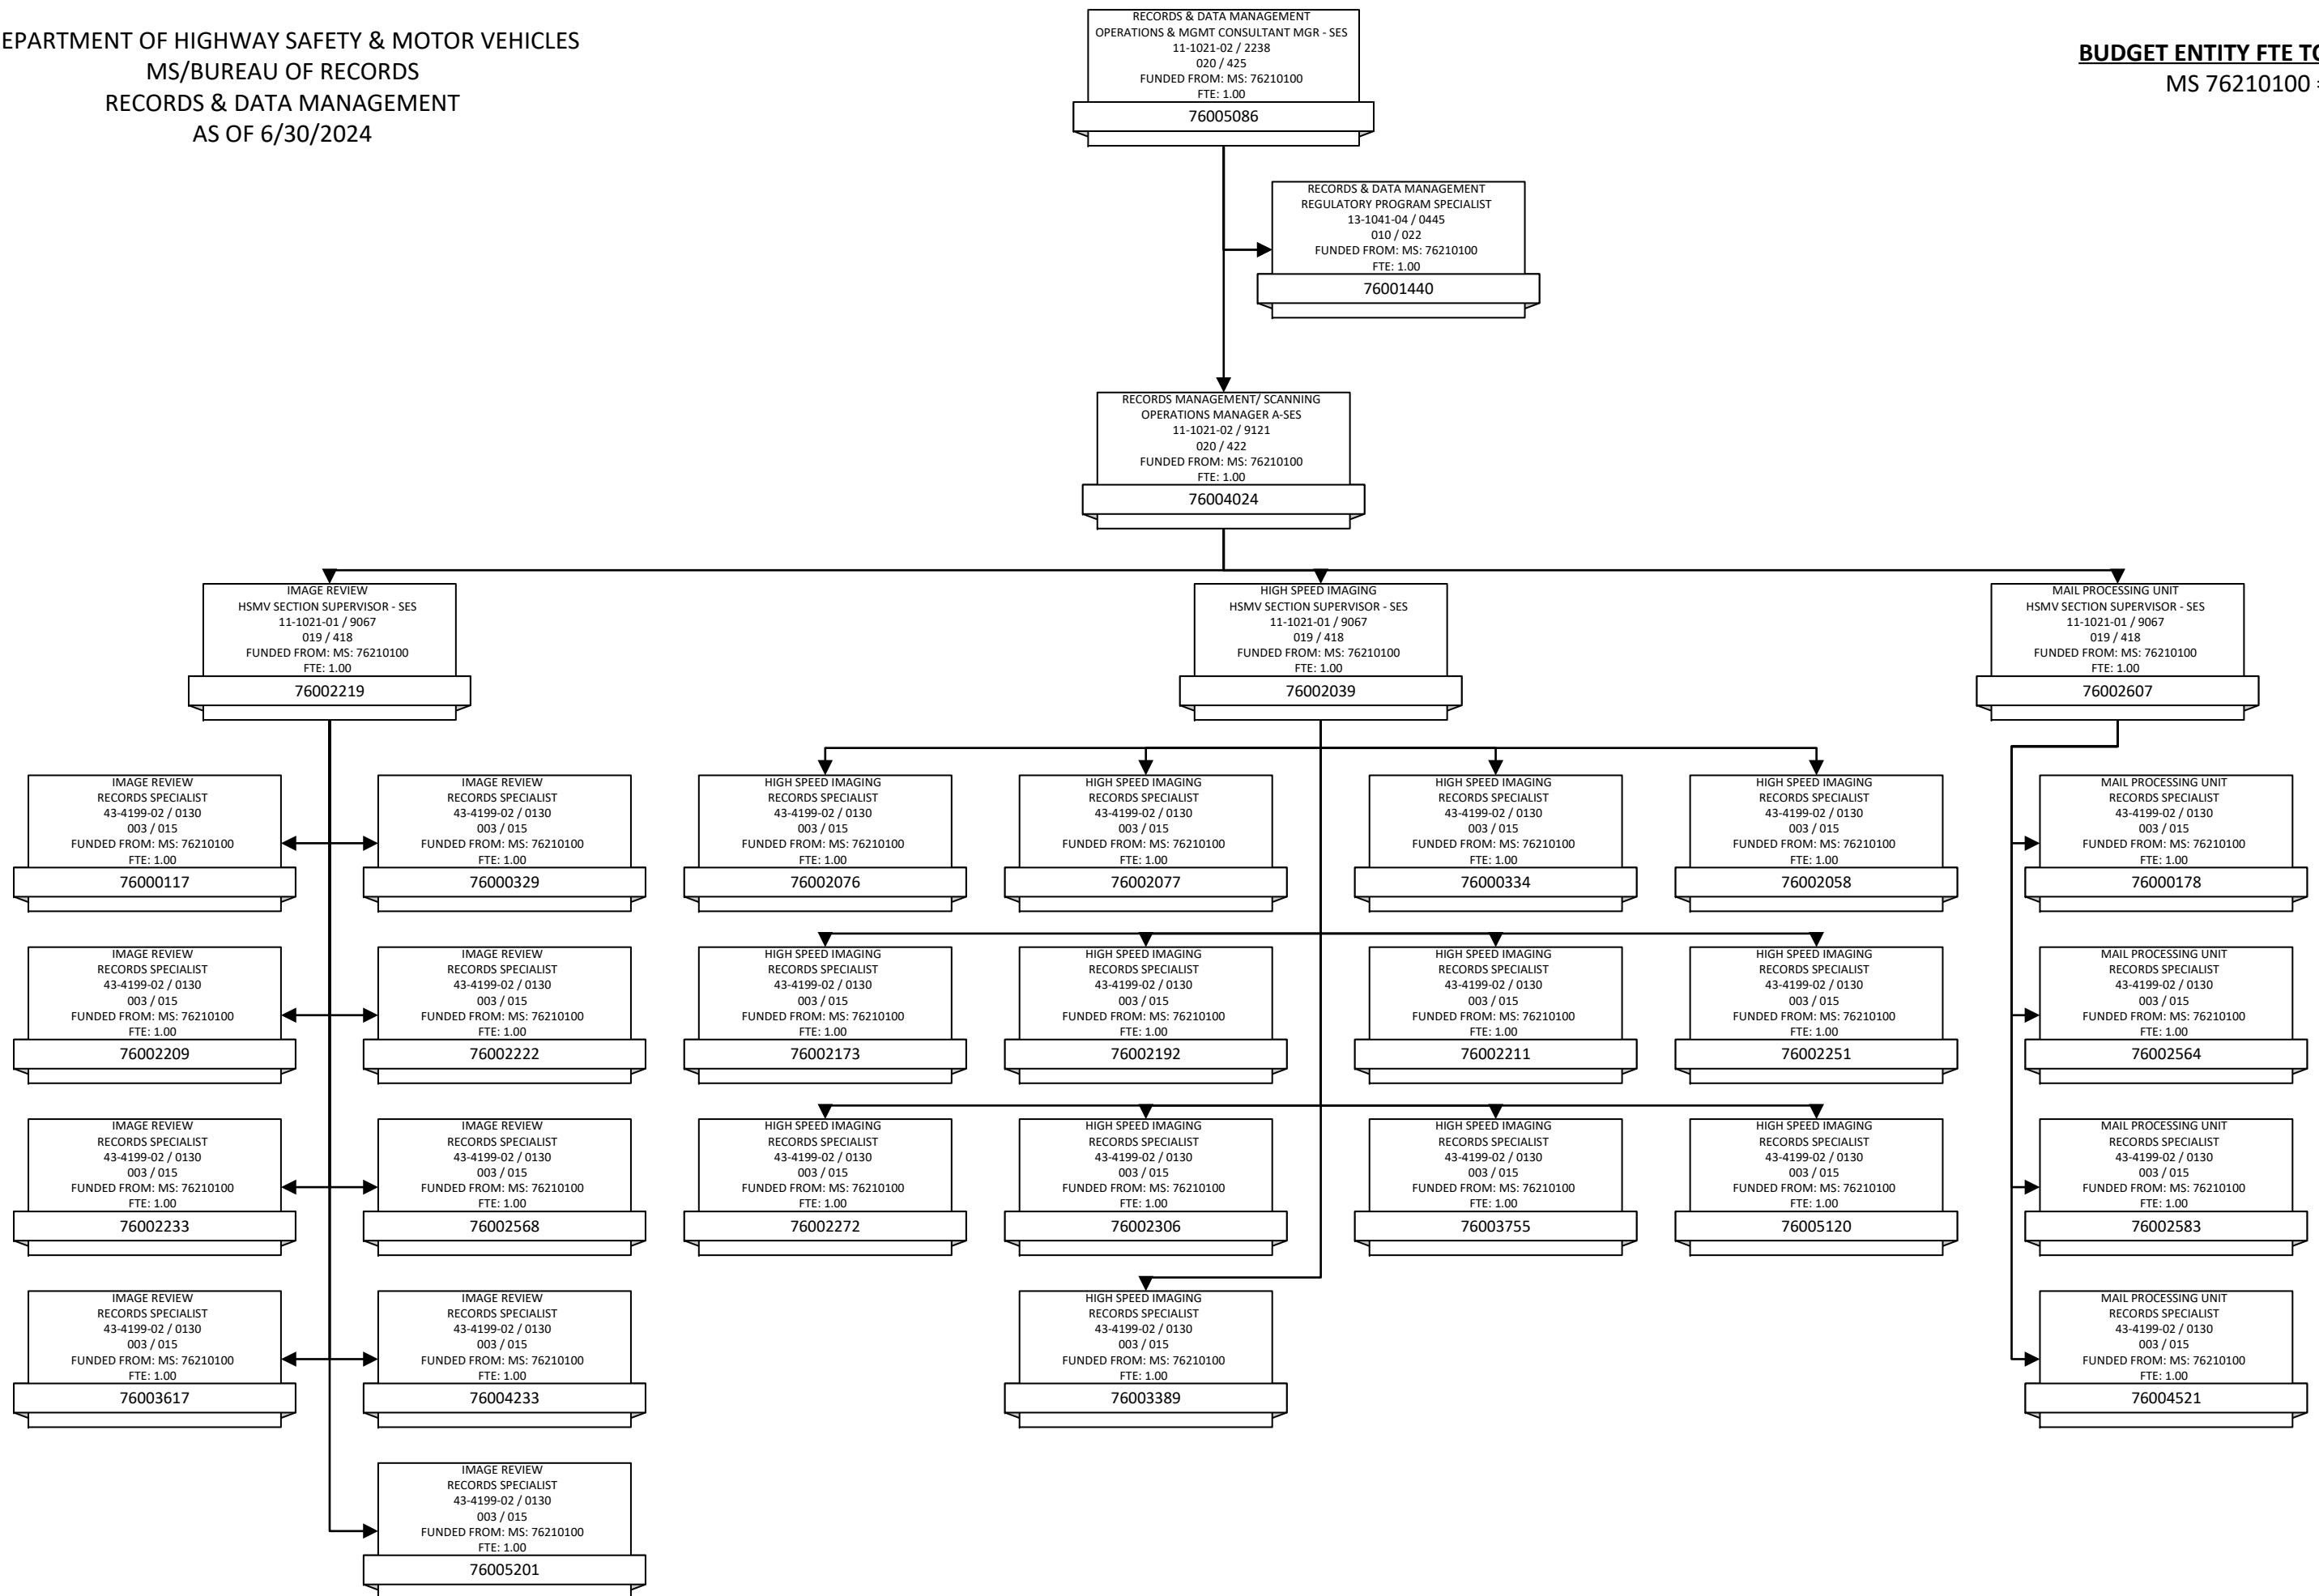 EPARTMENT OF HIGHWAY SAFETY & MOTOR VEHICLES
MS/BUREAU OF RECORDS
RECORDS & DATA MANAGEMENT
AS OF 6/30/2024
BUDGET ENTITY FTE TO
MS 76210100 =
RECORDS & DATA MANAGEMENT
OPERATIONS & MGMT CONSULTANT MGR - SES
11-1021-02 / 2238
020 / 425
FUNDED FROM: MS: 76210100
FTE: 1.00
76005086
RECORDS & DATA MANAGEMENT
REGULATORY PROGRAM SPECIALIST
13-1041-04 / 0445
010 / 022
FUNDED FROM: MS: 76210100
FTE: 1.00
76001440
RECORDS MANAGEMENT/ SCANNING
OPERATIONS MANAGER A-SES
11-1021-02 / 9121
020 / 422
FUNDED FROM: MS: 76210100
FTE: 1.00
76004024
IMAGE REVIEW
HSMV SECTION SUPERVISOR - SES
11-1021-01 / 9067
019 / 418
FUNDED FROM: MS: 76210100
FTE: 1.00
76002219
HIGH SPEED IMAGING
HSMV SECTION SUPERVISOR - SES
11-1021-01 / 9067
019 / 418
FUNDED FROM: MS: 76210100
FTE: 1.00
76002039
MAIL PROCESSING UNIT
HSMV SECTION SUPERVISOR - SES
11-1021-01 / 9067
019 / 418
FUNDED FROM: MS: 76210100
FTE: 1.00
76002607
IMAGE REVIEW
RECORDS SPECIALIST
43-4199-02 / 0130
003 / 015
FUNDED FROM: MS: 76210100
FTE: 1.00
76000117
IMAGE REVIEW
RECORDS SPECIALIST
43-4199-02 / 0130
003 / 015
FUNDED FROM: MS: 76210100
FTE: 1.00
76000329
HIGH SPEED IMAGING
RECORDS SPECIALIST
43-4199-02 / 0130
003 / 015
FUNDED FROM: MS: 76210100
FTE: 1.00
76002076
HIGH SPEED IMAGING
RECORDS SPECIALIST
43-4199-02 / 0130
003 / 015
FUNDED FROM: MS: 76210100
FTE: 1.00
76002077
HIGH SPEED IMAGING
RECORDS SPECIALIST
43-4199-02 / 0130
003 / 015
FUNDED FROM: MS: 76210100
FTE: 1.00
76000334
HIGH SPEED IMAGING
RECORDS SPECIALIST
43-4199-02 / 0130
003 / 015
FUNDED FROM: MS: 76210100
FTE: 1.00
76002058
MAIL PROCESSING UNIT
RECORDS SPECIALIST
43-4199-02 / 0130
003 / 015
FUNDED FROM: MS: 76210100
FTE: 1.00
76000178
IMAGE REVIEW
RECORDS SPECIALIST
43-4199-02 / 0130
003 / 015
FUNDED FROM: MS: 76210100
FTE: 1.00
76002209
IMAGE REVIEW
RECORDS SPECIALIST
43-4199-02 / 0130
003 / 015
FUNDED FROM: MS: 76210100
FTE: 1.00
76002222
HIGH SPEED IMAGING
RECORDS SPECIALIST
43-4199-02 / 0130
003 / 015
FUNDED FROM: MS: 76210100
FTE: 1.00
76002173
HIGH SPEED IMAGING
RECORDS SPECIALIST
43-4199-02 / 0130
003 / 015
FUNDED FROM: MS: 76210100
FTE: 1.00
76002192
HIGH SPEED IMAGING
RECORDS SPECIALIST
43-4199-02 / 0130
003 / 015
FUNDED FROM: MS: 76210100
FTE: 1.00
76002211
HIGH SPEED IMAGING
RECORDS SPECIALIST
43-4199-02 / 0130
003 / 015
FUNDED FROM: MS: 76210100
FTE: 1.00
76002251
MAIL PROCESSING UNIT
RECORDS SPECIALIST
43-4199-02 / 0130
003 / 015
FUNDED FROM: MS: 76210100
FTE: 1.00
76002564
IMAGE REVIEW
RECORDS SPECIALIST
43-4199-02 / 0130
003 / 015
FUNDED FROM: MS: 76210100
FTE: 1.00
76002233
IMAGE REVIEW
RECORDS SPECIALIST
43-4199-02 / 0130
003 / 015
FUNDED FROM: MS: 76210100
FTE: 1.00
76002568
HIGH SPEED IMAGING
RECORDS SPECIALIST
43-4199-02 / 0130
003 / 015
FUNDED FROM: MS: 76210100
FTE: 1.00
76002272
HIGH SPEED IMAGING
RECORDS SPECIALIST
43-4199-02 / 0130
003 / 015
FUNDED FROM: MS: 76210100
FTE: 1.00
76002306
HIGH SPEED IMAGING
RECORDS SPECIALIST
43-4199-02 / 0130
003 / 015
FUNDED FROM: MS: 76210100
FTE: 1.00
76003755
HIGH SPEED IMAGING
RECORDS SPECIALIST
43-4199-02 / 0130
003 / 015
FUNDED FROM: MS: 76210100
FTE: 1.00
76005120
MAIL PROCESSING UNIT
RECORDS SPECIALIST
43-4199-02 / 0130
003 / 015
FUNDED FROM: MS: 76210100
FTE: 1.00
76002583
IMAGE REVIEW
RECORDS SPECIALIST
43-4199-02 / 0130
003 / 015
FUNDED FROM: MS: 76210100
FTE: 1.00
76003617
IMAGE REVIEW
RECORDS SPECIALIST
43-4199-02 / 0130
003 / 015
FUNDED FROM: MS: 76210100
FTE: 1.00
76004233
HIGH SPEED IMAGING
RECORDS SPECIALIST
43-4199-02 / 0130
003 / 015
FUNDED FROM: MS: 76210100
FTE: 1.00
76003389
MAIL PROCESSING UNIT
RECORDS SPECIALIST
43-4199-02 / 0130
003 / 015
FUNDED FROM: MS: 76210100
FTE: 1.00
76004521
IMAGE REVIEW
RECORDS SPECIALIST
43-4199-02 / 0130
003 / 015
FUNDED FROM: MS: 76210100
FTE: 1.00
76005201